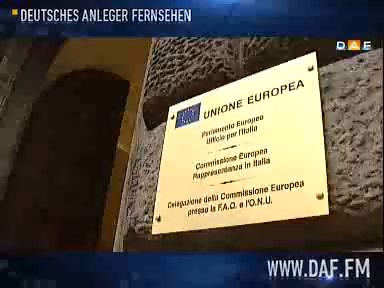 DEUTSCHES ANLEGER FERNSEHEN
DAF
UNIONE EUROPEA
Parlamento Europeo
Ufficio per l'Italia
Commissione Europea
Rappresentanza in Italia
Delegazione della Commissione Europea
presso la F.A.O. e l'O.N.U.
WWW.DAF.FM